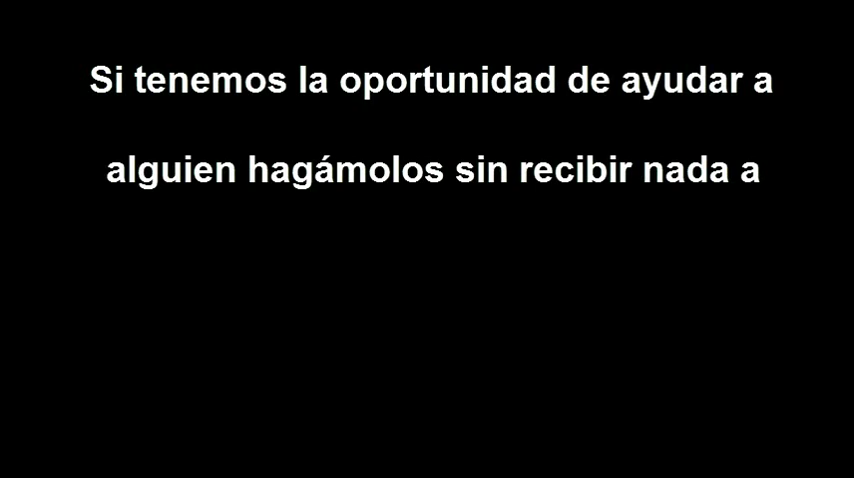 Si tenemos la oportunidad de ayudar a
alguien hagámolos sin recibir nada a